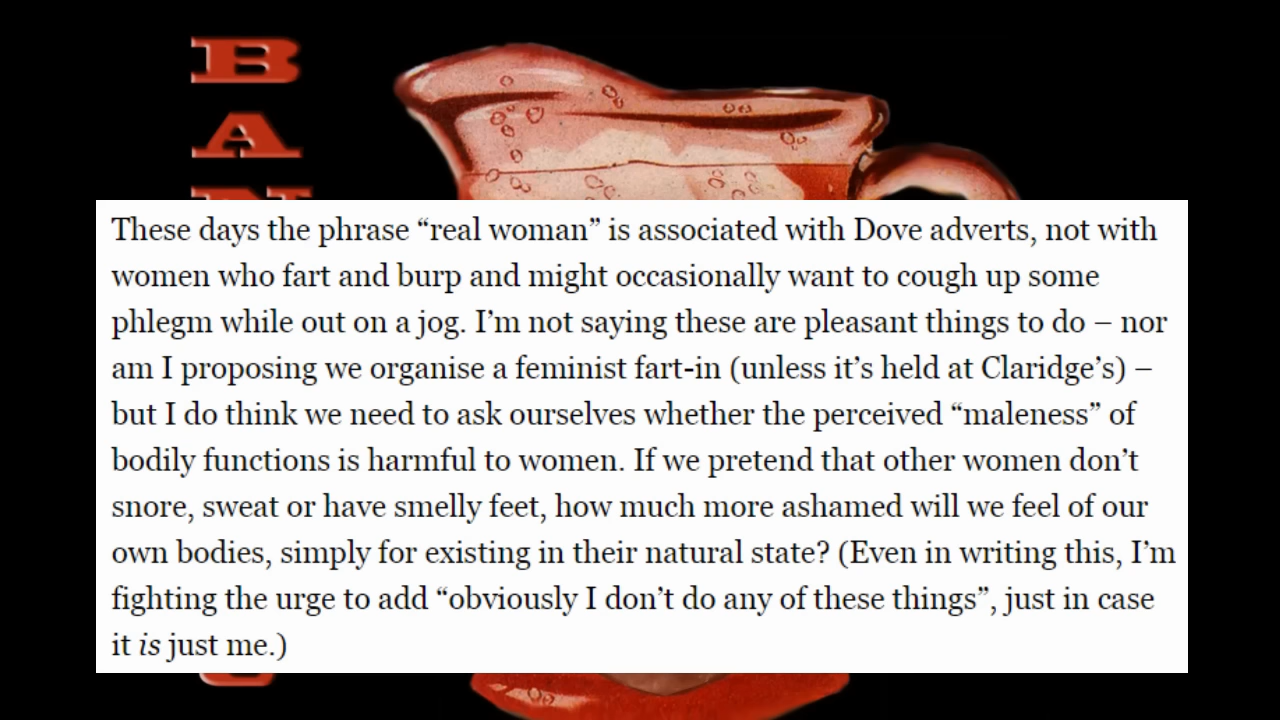 B
A
N
These days the phrase “real woman” is associated with Dove adverts, not with
women who fart and burp and might occasionally want to cough up some
phlegm while out on a jog. I’m not saying these are pleasant things to do – nor
am I proposing we organise a feminist fart-in (unless it’s held at Claridge’s) –
but I do think we need to ask ourselves whether the perceived “maleness” of
bodily functions is harmful to women. If we pretend that other women don’t
snore, sweat or have smelly feet, how much more ashamed will we feel of our
own bodies, simply for existing in their natural state? (Even in writing this, I’m
fighting the urge to add “obviously I don’t do any of these things”, just in case
it is just me.)